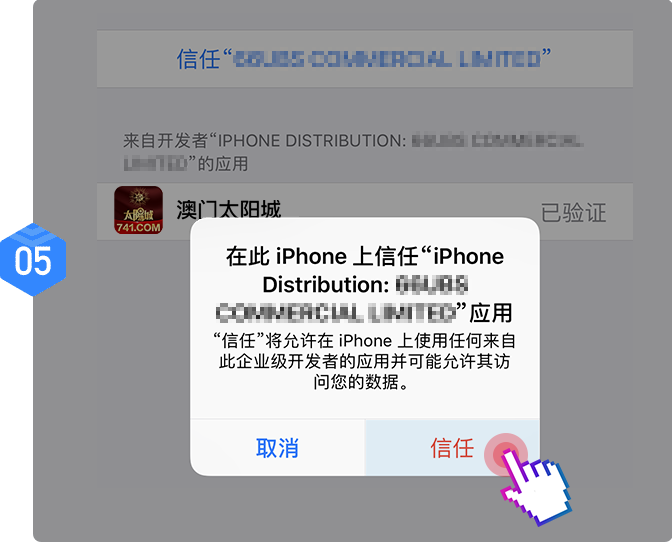 信任“                    ”
来自开发者“IPHONE DISTRIBUTION:
”的应用
太陽城
741.COM
澳门太阳城
已验证
05
在此 iPhone 上信任“iPhone
Distribution:
”应用
“信任”将允许在 iPhone 上使用任何来自
此企业级开发者的应用并可能允许其访
问您的数据。
取消
信任